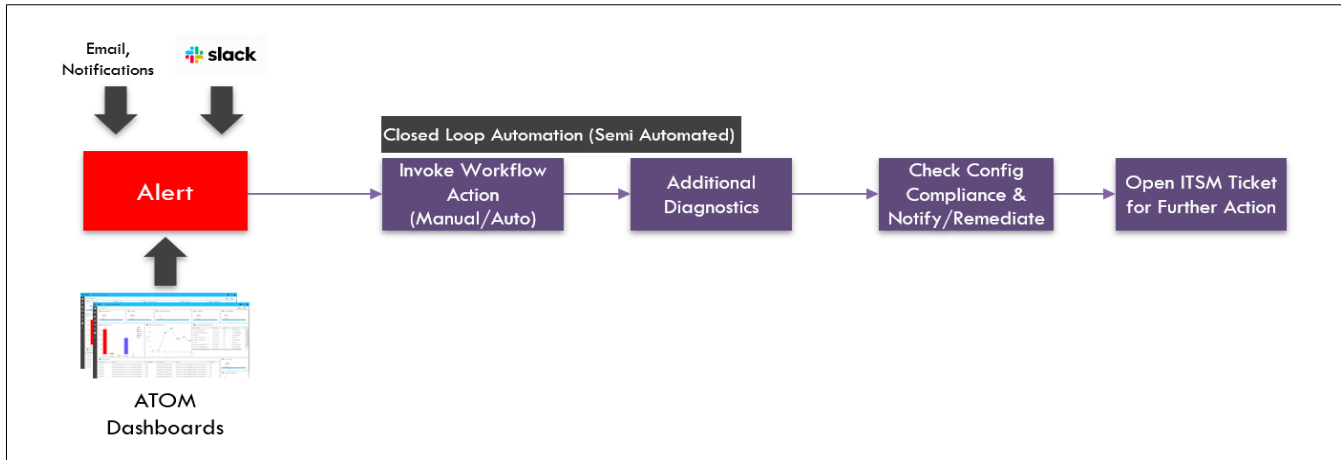 Email,
Notifications
slack
Closed Loop Automation (Semi Automated)
Alert
Invoke Workflow
Action
(Manual/Auto)
Additional
Diagnostics
Check Config
Compliance &
Notify/Remediate
Open ITSM Ticket
for Further Action
ATOM
Dashboards